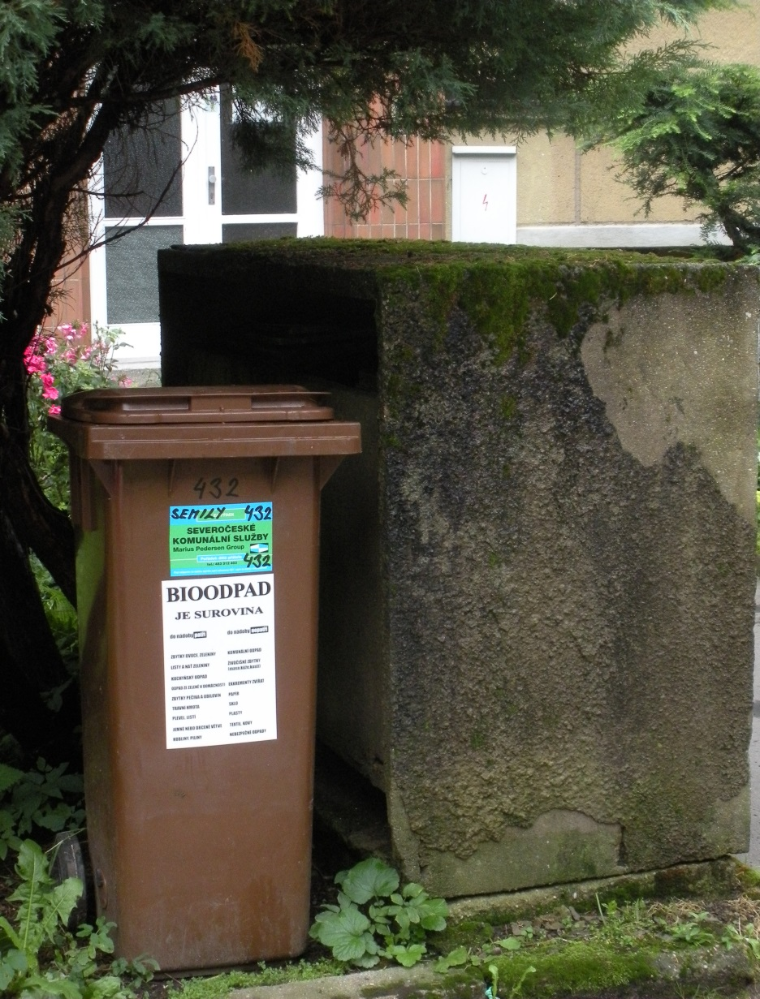 432
SEMILY 432
SEVEROČESKÉ
KOMUNÁLNÍ SLUŽBY
Marius Pedersen Group
432
BIOODPAD
JE SUROVINA
do nádoby patří
do nádoby nepatří
ZBYTKY OVOCE, ZELENINY
LISTY A NAŤ ZELENINY
KUCHYŇSKÝ ODPAD
ODPAD ZE ZELENĚ V DOMÁCNOSTI
ZBYTKY PEČIVA A OBILOVIN
TRAVNÍ HMOTA
PLEVEL, LISTÍ
JEMNÉ NEBO DRCENÉ VĚTVE
HOBLINY, PILINY
KOMUNÁLNÍ ODPAD
ŽIVOČIŠNÉ ZBYTKY
(maso, kůže, kosti)
EXKREMENTY ZVÍŘAT
PAPÍR
SKLO
PLASTY
TEXTIL, KOVY
NEBEZPEČNÉ ODPADY